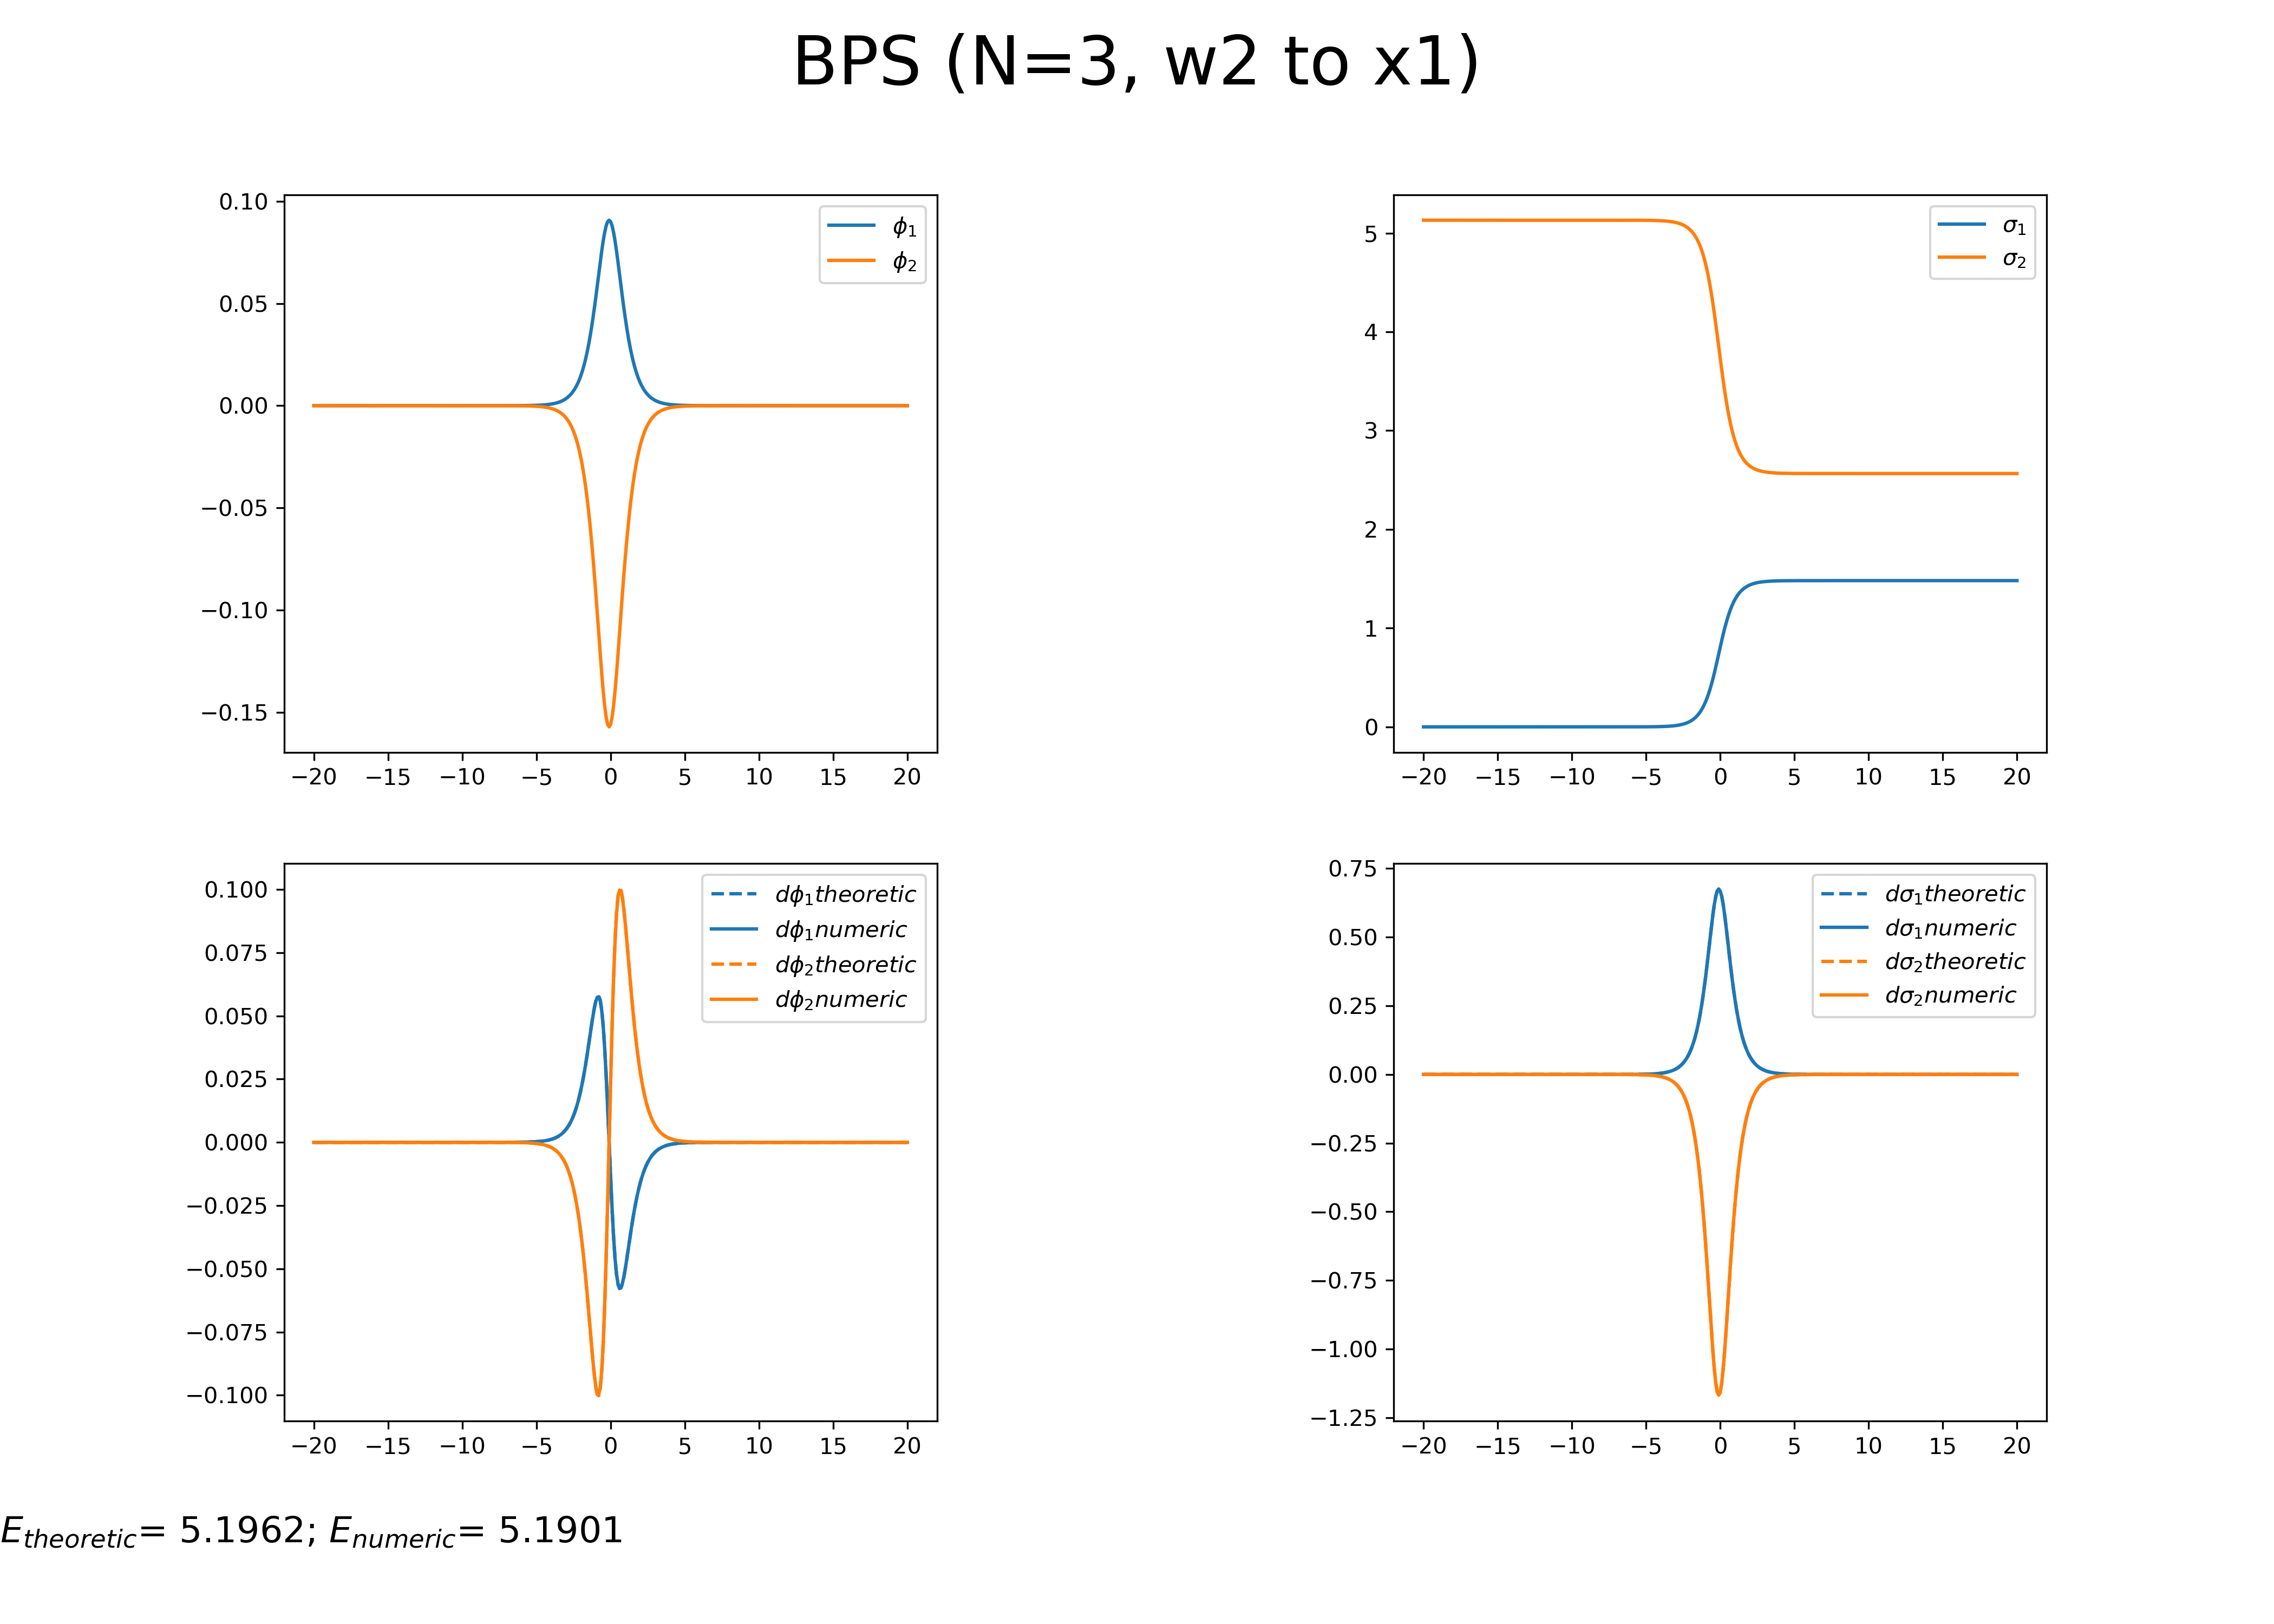 BPS (N=3, w2 to x1)
0.10
0.05
0.00
−0.05
−0.10
−0.15
−20 −15 −10 −5 0 5 10 15 20
ϕ1
ϕ2
5
4
3
2
1
0
−20 −15 −10 −5 0 5 10 15 20
σ1
σ2
0.100
0.075
0.050
0.025
0.000
−0.025
−0.050
−0.075
−0.100
−20 −15 −10 −5 0 5 10 15 20
dϕ1theoretic
dϕ1numeric
dϕ2theoretic
dϕ2numeric
0.75
0.50
0.25
0.00
−0.25
−0.50
−0.75
−1.00
−1.25
−20 −15 −10 −5 0 5 10 15 20
dσ1theoretic
dσ1numeric
dσ2theoretic
dσ2numeric
Etheoretic= 5.1962; Enumeric= 5.1901